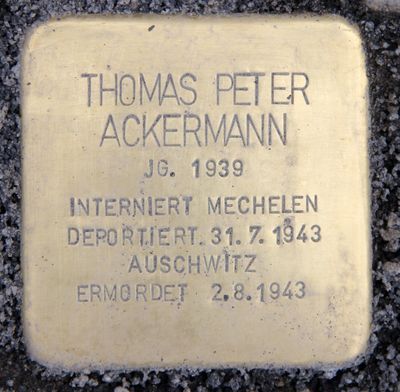 THOMAS PETER
ACKERMANN
JG. 1939
INTERNIERT MECHELEN
DEPORTIERT 31.7.1943
AUSCHWITZ
ERMORDET 2.8.1943